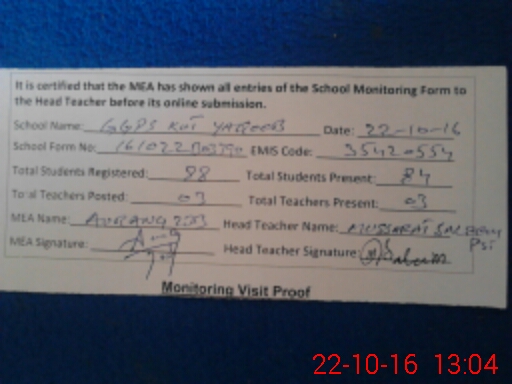 It is certified that the MEA has shown all entries of the School Monitoring Form to
the Head Teacher before its online submission.
School Name: GGPS KOT YAQOOB Date: 22-10-16
School Form No: EMIS Code: 35420554
Total Students Registered: 88 Total Students Present: 84
Total Teachers Posted: 03 Total Teachers Present: 03
MEA Name: Head Teacher Name: MUSSARAT
PST
MEA Signature: Head Teacher Signature:
Monitoring Visit Proof
22-10-16 13:04